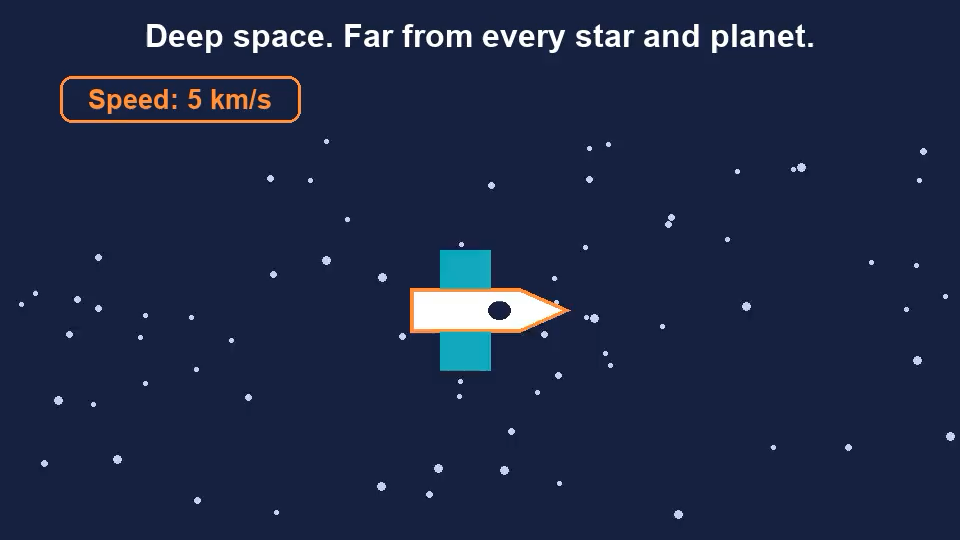 Deep space. Far from every star and planet.
Speed: 5 km/s